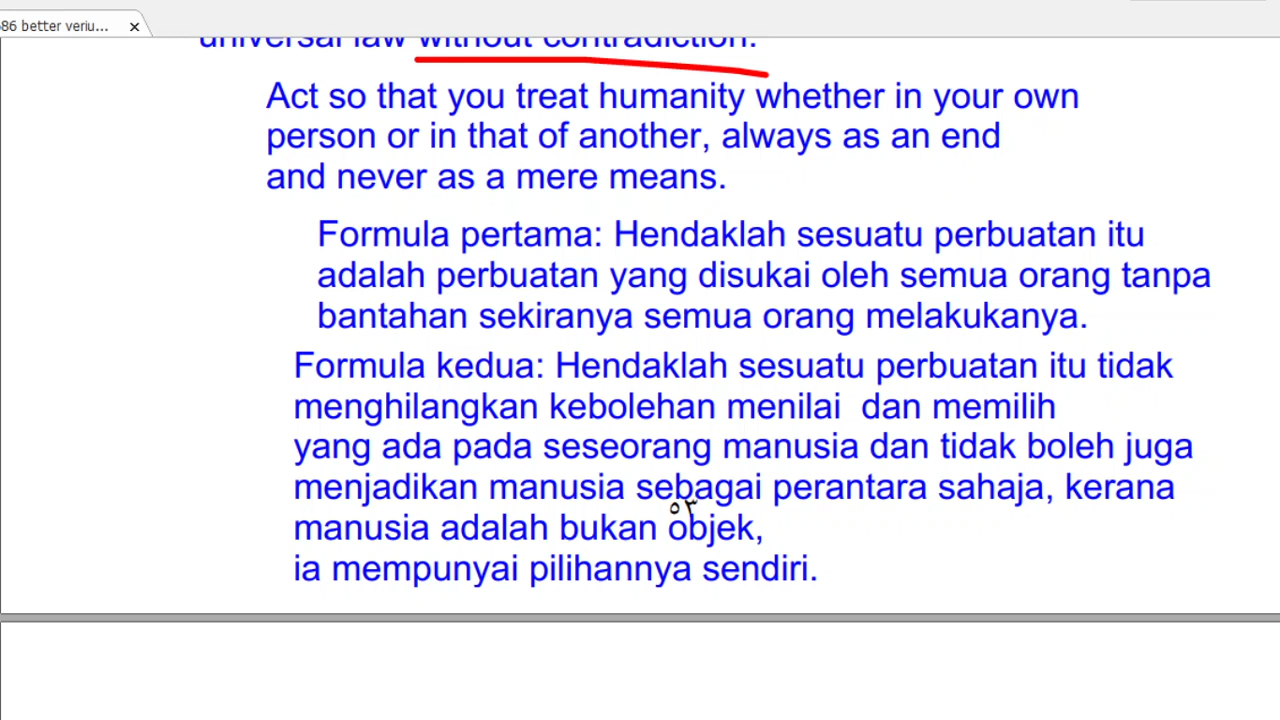 86 better veriu...
universal law without contradiction.
Act so that you treat humanity whether in your own
person or in that of another, always as an end
and never as a mere means.
Formula pertama: Hendaklah sesuatu perbuatan itu
adalah perbuatan yang disukai oleh semua orang tanpa
bantahan sekiranya semua orang melakukanya.
Formula kedua: Hendaklah sesuatu perbuatan itu tidak
menghilangkan kebolehan menilai dan memilih
yang ada pada seseorang manusia dan tidak boleh juga
menjadikan manusia sebagai perantara sahaja, kerana
٥٣
manusia adalah bukan objek,
ia mempunyai pilihannya sendiri.